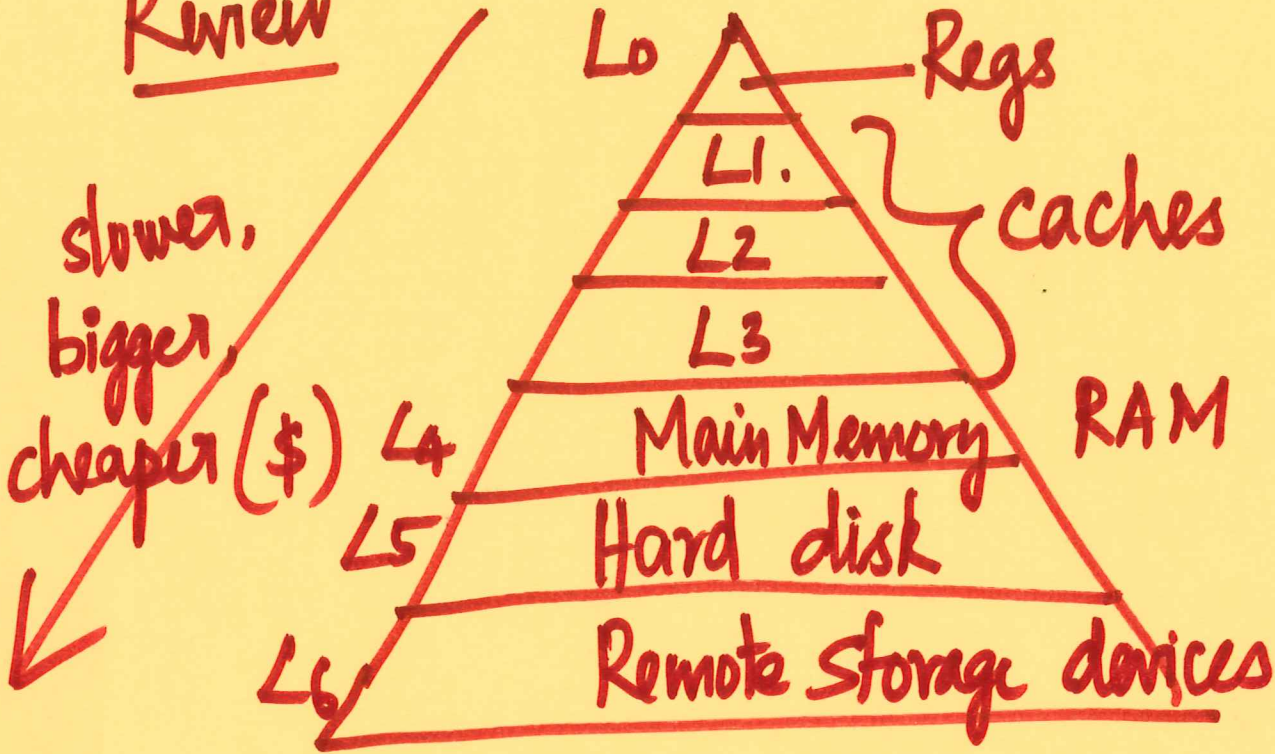 Review
L0 Regs
L1.
caches
slower,
L2
bigger
L3
cheaper ($) L4 Main Memory RAM
L5 Hard disk
L6 Remote Storage devices